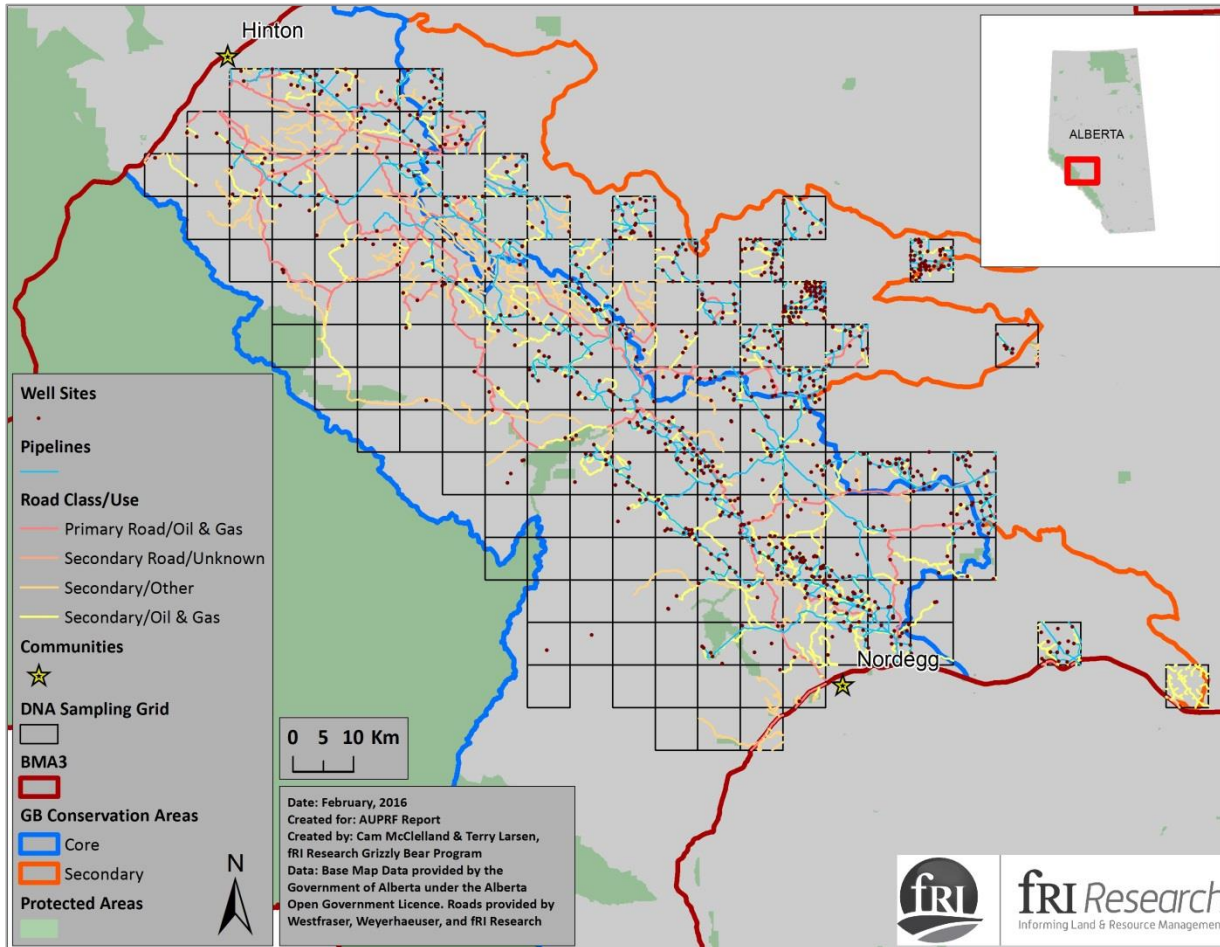 Hinton
ALBERTA
Nordegg
Well Sites
Pipelines
Road Class/Use
Primary Road/Oil & Gas
Secondary Road/Unknown
Secondary/Other
Secondary/Oil & Gas
Communities
DNA Sampling Grid
BMA3
GB Conservation Areas
Core
Secondary
Protected Areas
N
0 5 10 Km
Date: February, 2016
Created for: AUPRF Report
Created by: Cam McClelland & Terry Larsen,
fRI Research Grizzly Bear Program
Data: Base Map Data provided by the
Government of Alberta under the Alberta
Open Government Licence. Roads provided by
Westfraser, Weyerhaeuser, and fRI Research
fRI
fRI Research
Informing Land & Resource Management